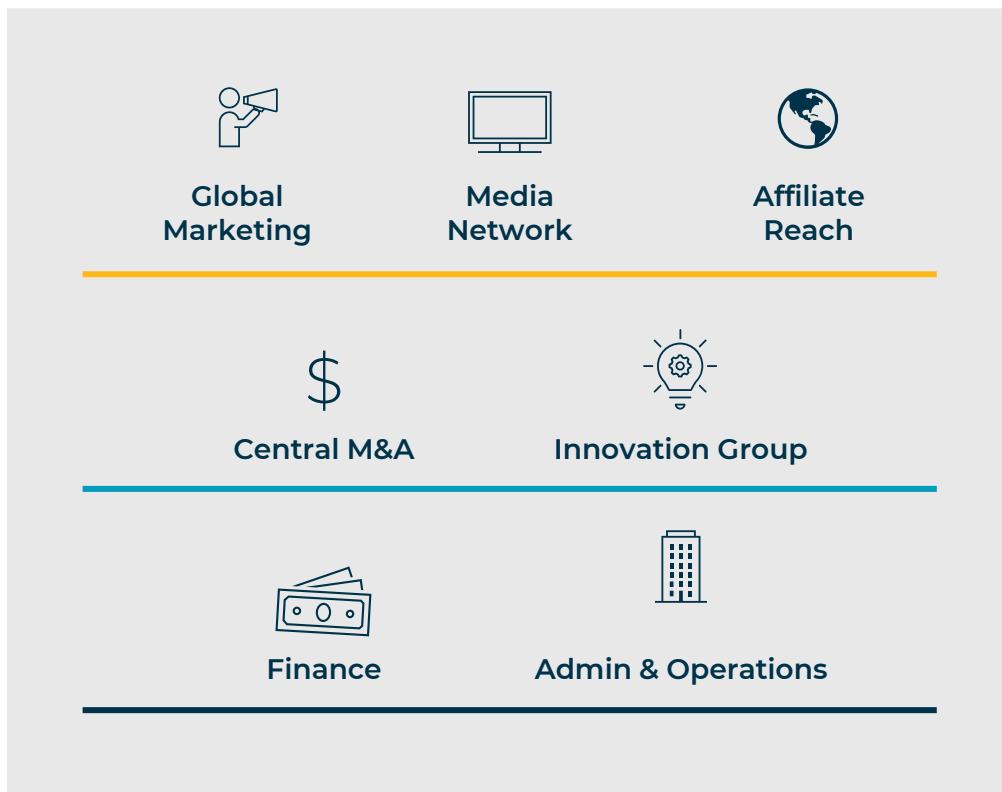 Global
Marketing
Media
Network
Affiliate
Reach
$
Central M&A
Innovation Group
Finance
Admin & Operations